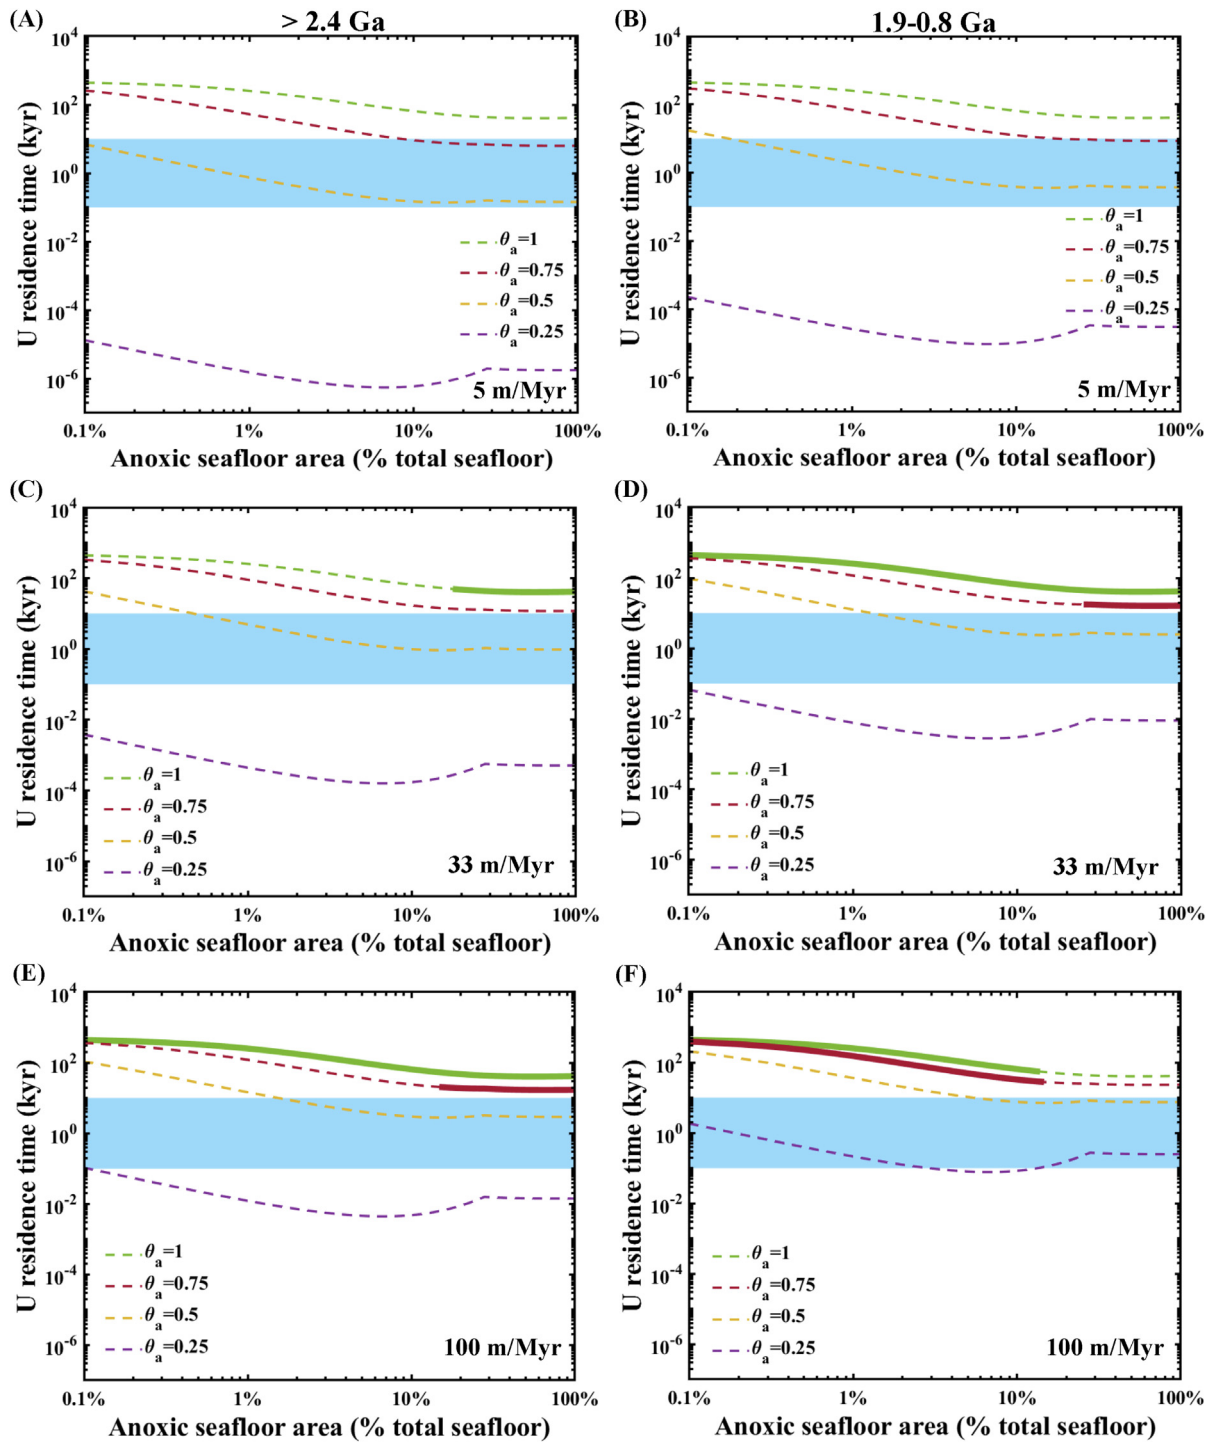 (A)
> 2.4 Ga
U residence time (kyr)
10^4
10^2
10^0
10^-2
10^-4
10^-6
θa=1
θa=0.75
θa=0.5
θa=0.25
5 m/Myr
0.1%
1%
10%
100%
Anoxic seafloor area (% total seafloor)
(B)
1.9-0.8 Ga
U residence time (kyr)
10^4
10^2
10^0
10^-2
10^-4
10^-6
θa=1
θa=0.75
θa=0.5
θa=0.25
5 m/Myr
0.1%
1%
10%
100%
Anoxic seafloor area (% total seafloor)
(C)
U residence time (kyr)
10^4
10^2
10^0
10^-2
10^-4
10^-6
θa=1
θa=0.75
θa=0.5
θa=0.25
33 m/Myr
0.1%
1%
10%
100%
Anoxic seafloor area (% total seafloor)
(D)
U residence time (kyr)
10^4
10^2
10^0
10^-2
10^-4
10^-6
θa=1
θa=0.75
θa=0.5
θa=0.25
33 m/Myr
0.1%
1%
10%
100%
Anoxic seafloor area (% total seafloor)
(E)
U residence time (kyr)
10^4
10^2
10^0
10^-2
10^-4
10^-6
θa=1
θa=0.75
θa=0.5
θa=0.25
100 m/Myr
0.1%
1%
10%
100%
Anoxic seafloor area (% total seafloor)
(F)
U residence time (kyr)
10^4
10^2
10^0
10^-2
10^-4
10^-6
θa=1
θa=0.75
θa=0.5
θa=0.25
100 m/Myr
0.1%
1%
10%
100%
Anoxic seafloor area (% total seafloor)